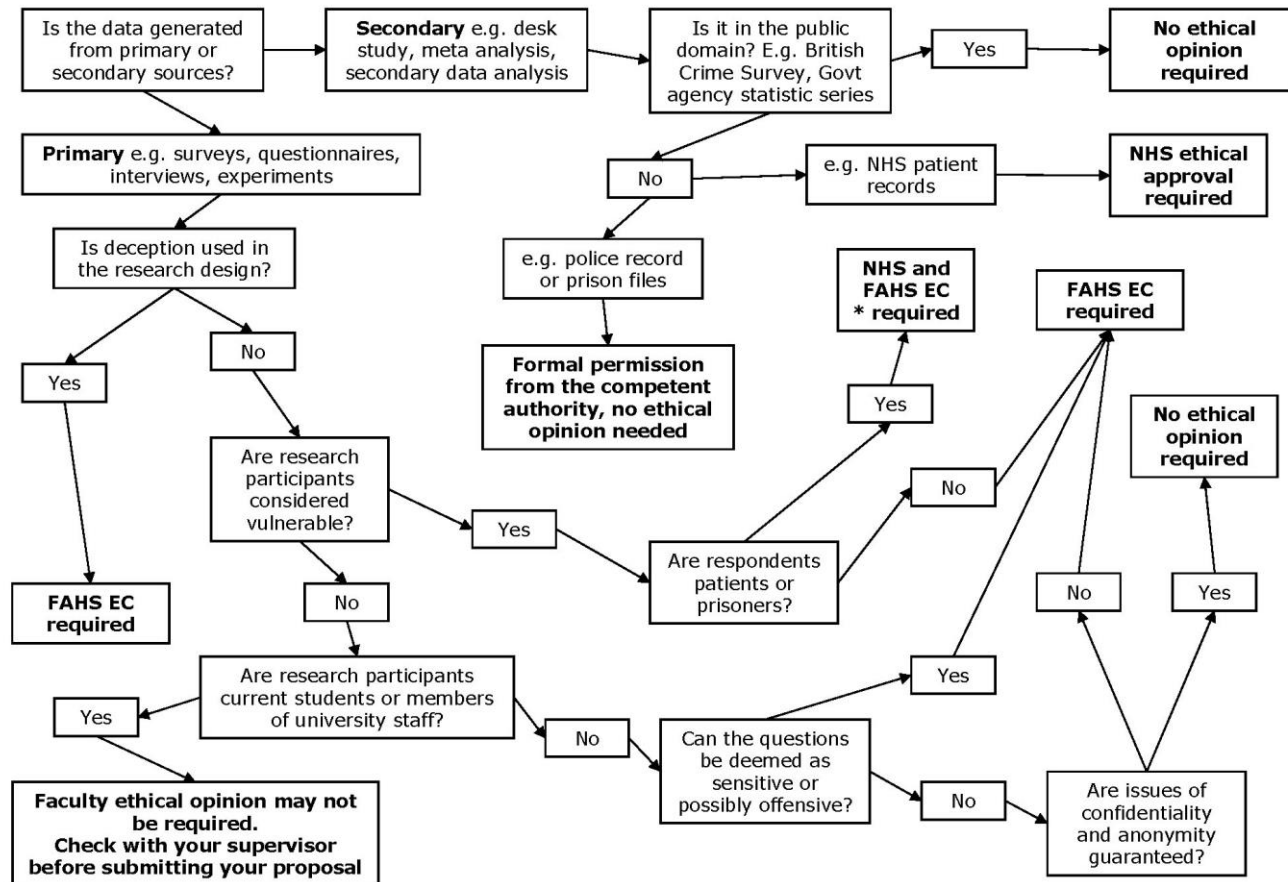 Is the data generated
from primary or
secondary sources?
Secondary e.g. desk
study, meta analysis,
secondary data analysis
Is it in the public
domain? E.g. British
Crime Survey, Govt
agency statistic series
Yes
No ethical
opinion
required
Primary e.g. surveys, questionnaires,
interviews, experiments
No
e.g. NHS patient
records
NHS ethical
approval
required
Is deception used in
the research design?
e.g. police record
or prison files
NHS and
FAHS EC
* required
FAHS EC
required
Yes
No
Formal permission
from the competent
authority, no ethical
opinion needed
Yes
No ethical
opinion
required
Are research
participants
considered
vulnerable?
Yes
Are respondents
patients or
prisoners?
No
No
Yes
FAHS EC
required
No
Are research participants
current students or members
of university staff?
Yes
No
Can the questions
be deemed as
sensitive or
possibly offensive?
Yes
No
Are issues of
confidentiality
and anonymity
guaranteed?
Faculty ethical opinion may not
be required.
Check with your supervisor
before submitting your proposal